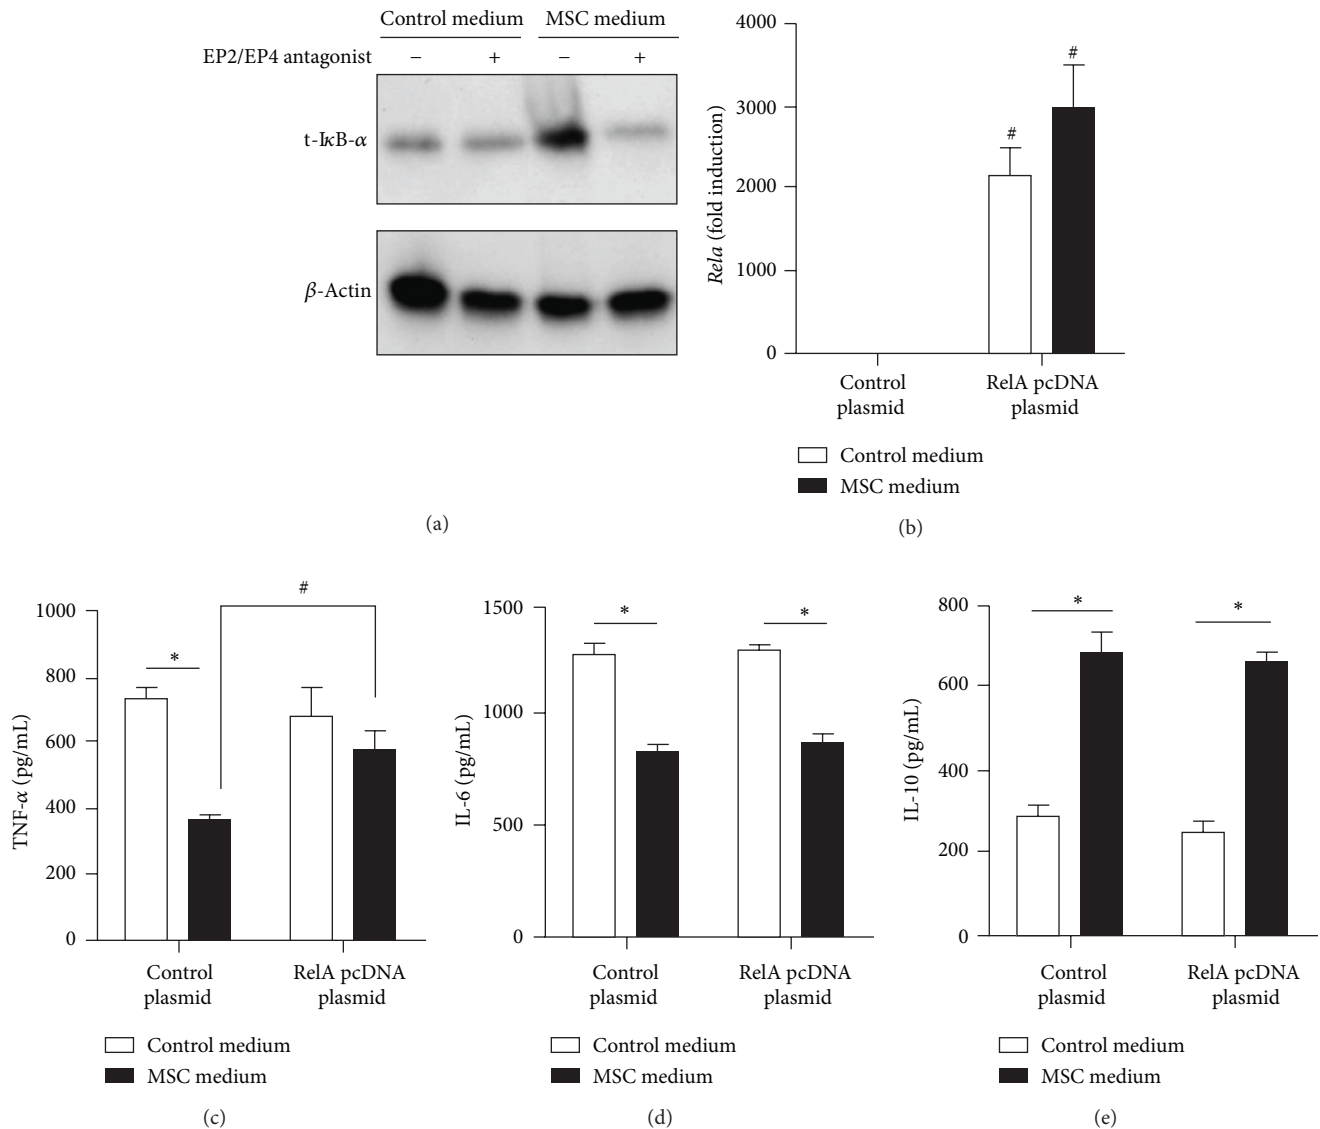 Control medium MSC medium
EP2/EP4 antagonist − + − +
t-IκB-α
β-Actin
(a)
4000
3000
2000
1000
0
Rela (fold induction)
# #
Control
plasmid
RelA pcDNA
plasmid
Control medium
MSC medium
(b)
1000
800
600
400
200
0
TNF-α (pg/mL)
* #
Control
plasmid
RelA pcDNA
plasmid
Control medium
MSC medium
(c)
1500
1000
500
0
IL-6 (pg/mL)
* *
Control
plasmid
RelA pcDNA
plasmid
Control medium
MSC medium
(d)
800
600
400
200
0
IL-10 (pg/mL)
* *
Control
plasmid
RelA pcDNA
plasmid
Control medium
MSC medium
(e)